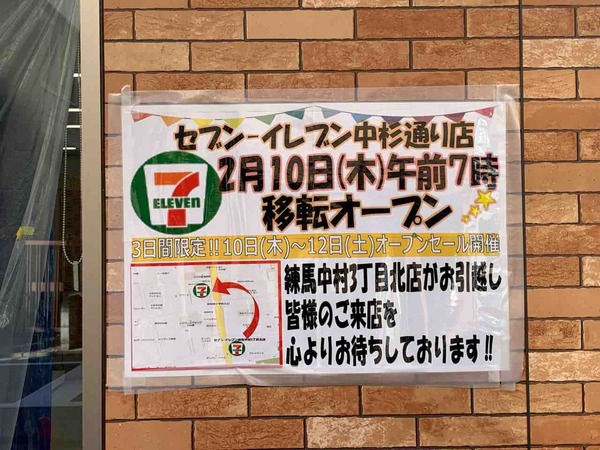 セブン-イレブン中杉通り店
7
ELEVEN
2月10日(木)午前7時
移転オープン
3日間限定!!10日(木)～12日(土)オープンセール開催
練馬中村3丁目北店がお引越し
皆様のご来店を
心よりお待ちしております!!